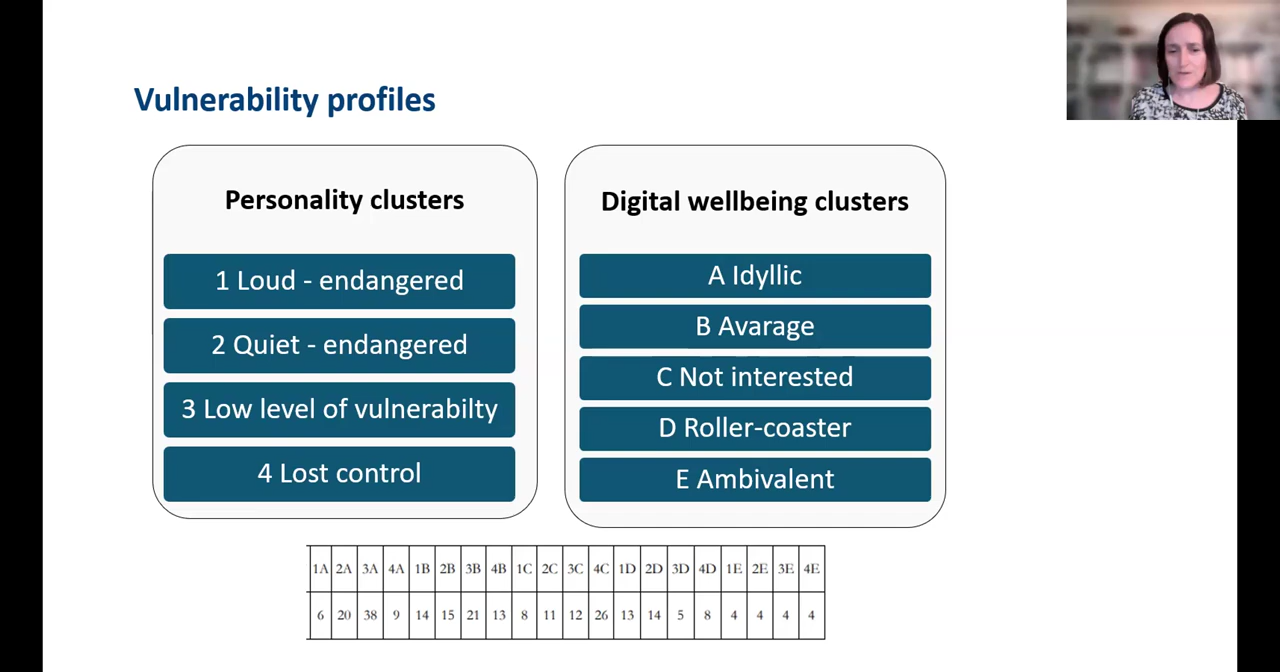 Vulnerability profiles
Personality clusters
1 Loud - endangered
2 Quiet - endangered
3 Low level of vulnerabilty
4 Lost control
Digital wellbeing clusters
A Idyllic
B Avarage
C Not interested
D Roller-coaster
E Ambivalent
1A 2A 3A 4A 1B 2B 3B 4B 1C 2C 3C 4C 1D 2D 3D 4D 1E 2E 3E 4E
6 20 38 9 14 15 21 13 8 11 12 26 13 14 5 8 4 4 4 4